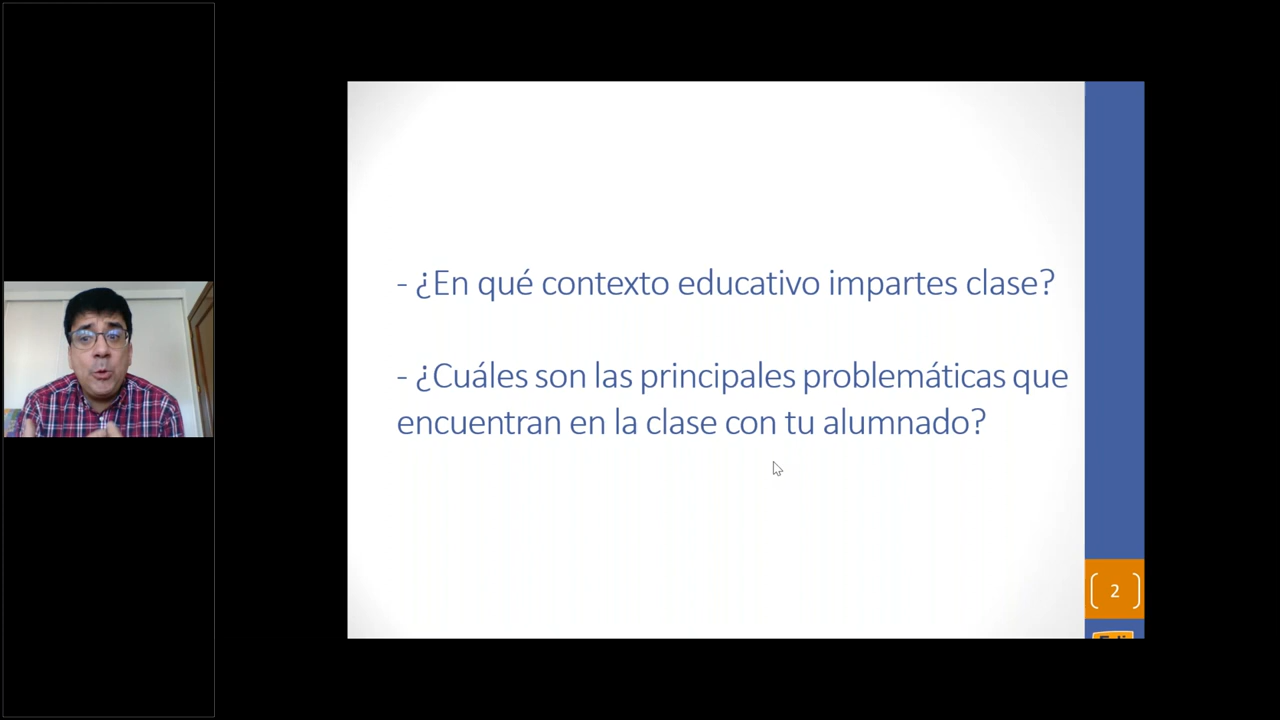 - ¿En qué contexto educativo impartes clase?
- ¿Cuáles son las principales problemáticas que
encuentran en la clase con tu alumnado?
2